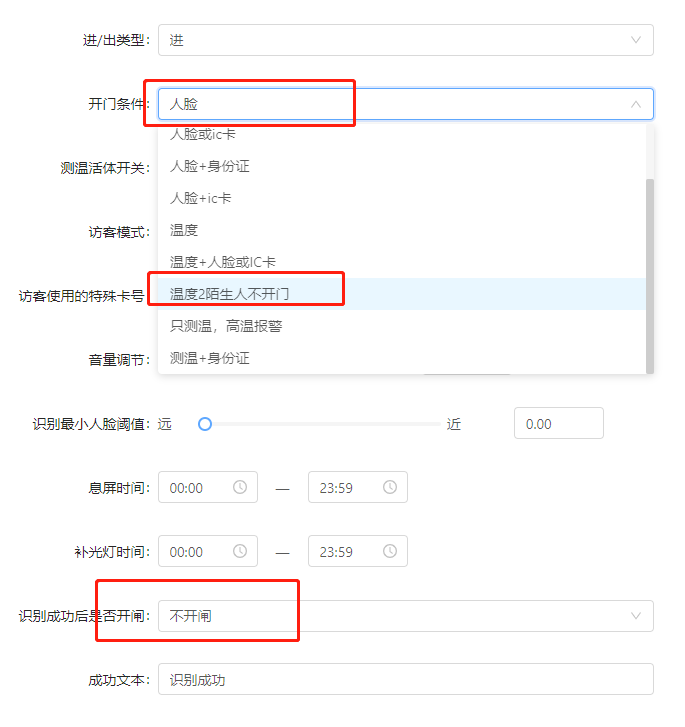 进/出类型： 进
开门条件： 人脸
人脸或ic卡
人脸+身份证
测温活体开关：
人脸+ic卡
温度
访客模式：
温度+人脸或IC卡
温度2陌生人不开门
访客使用的特殊卡号
只测温，高温报警
测温+身份证
音量调节：
识别最小人脸阈值： 远 近 0.00
息屏时间： 00:00 — 23:59
补光灯时间： 00:00 — 23:59
识别成功后是否开闸： 不开闸
成功文本： 识别成功